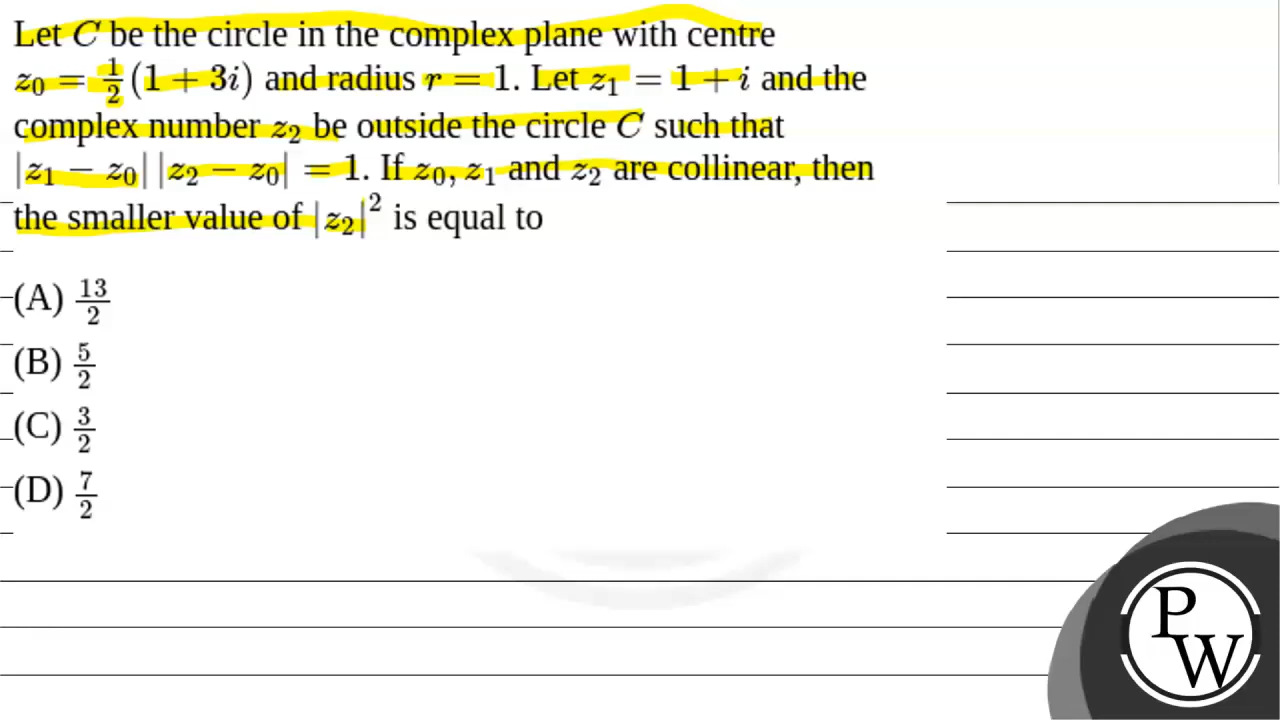 Let C be the circle in the complex plane with centre
z₀ = 1/2 (1 + 3i) and radius r = 1. Let z₁ = 1 + i and the
complex number z₂ be outside the circle C such that
|z₁ − z₀| |z₂ − z₀| = 1. If z₀, z₁ and z₂ are collinear, then
the smaller value of |z₂|² is equal to
(A) 13/2
(B) 5/2
(C) 3/2
(D) 7/2
P
W